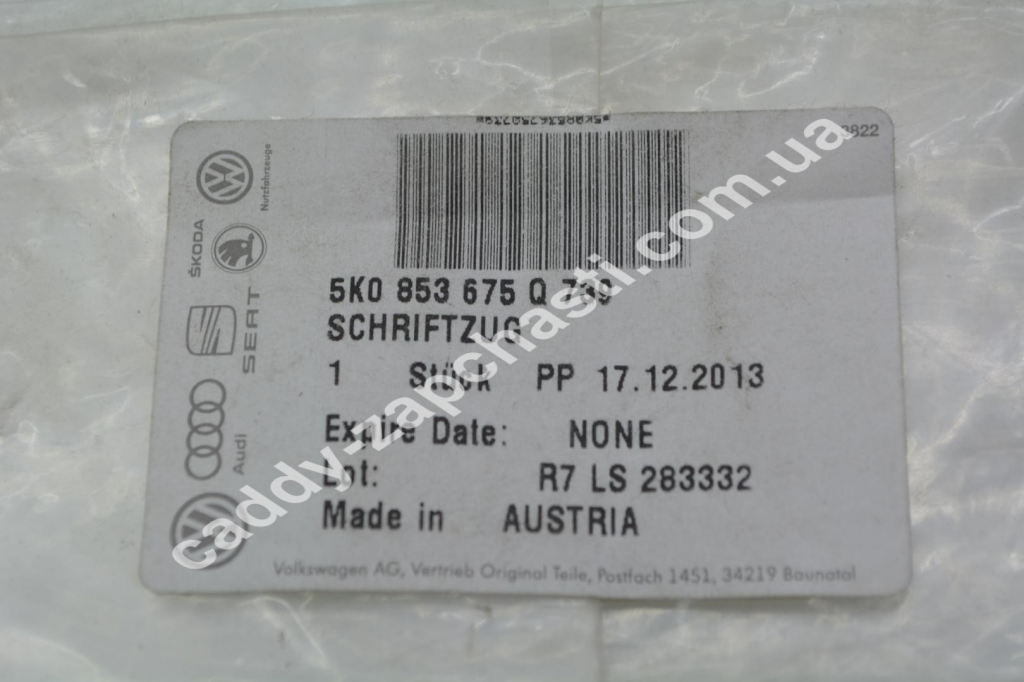 *5K0853675Q739*
3822
Nutzfahrzeuge
ŠKODA
SEAT
Audi
5K0 853 675 Q 739
SCHRIFTZUG
1 Stück PP 17.12.2013
Expire Date: NONE
Lot: R7 LS 283332
Made in AUSTRIA
Volkswagen AG, Vertrieb Original Teile, Postfach 1451, 34219 Baunatal
caddy-zapchasti.com.ua